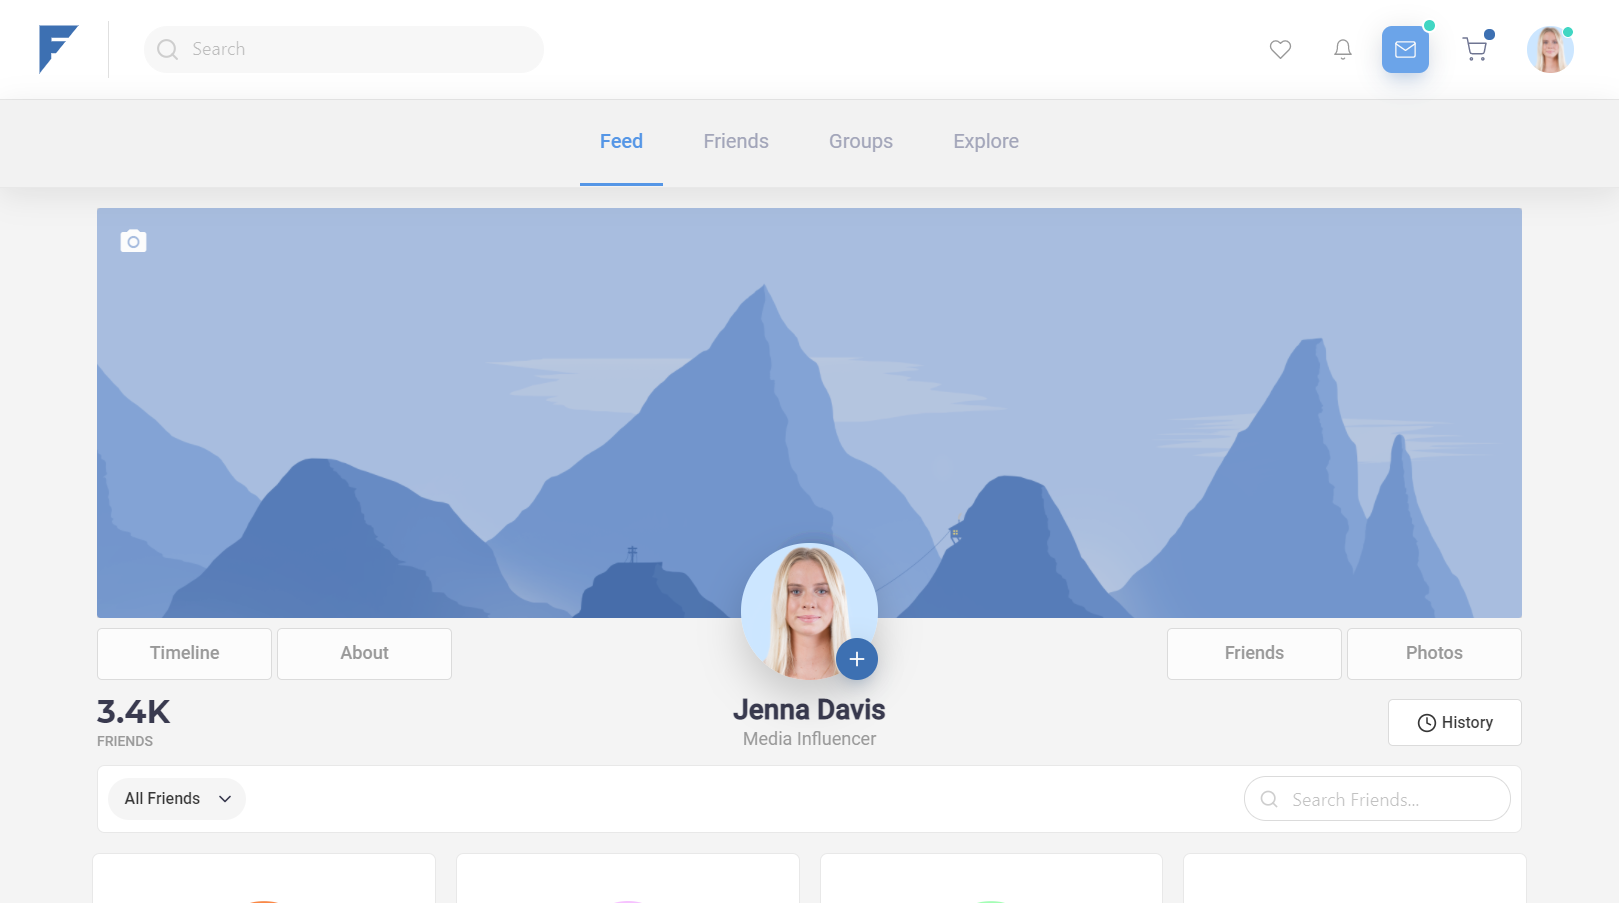 Search
Feed
Friends
Groups
Explore
Timeline
About
Friends
Photos
3.4K
FRIENDS
Jenna Davis
Media Influencer
History
All Friends
Search Friends...